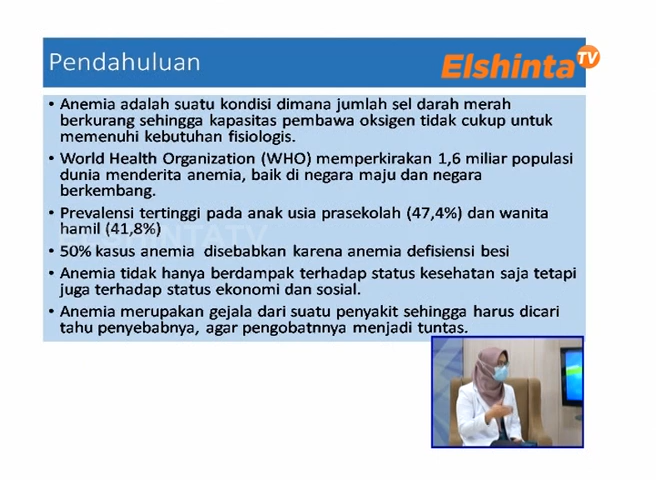 Pendahuluan
Elshinta TV
• Anemia adalah suatu kondisi dimana jumlah sel darah merah
berkurang sehingga kapasitas pembawa oksigen tidak cukup untuk
memenuhi kebutuhan fisiologis.
• World Health Organization (WHO) memperkirakan 1,6 miliar populasi
dunia menderita anemia, baik di negara maju dan negara
berkembang.
• Prevalensi tertinggi pada anak usia prasekolah (47,4%) dan wanita
hamil (41,8%)
ELSHINTATV
• 50% kasus anemia disebabkan karena anemia defisiensi besi
• Anemia tidak hanya berdampak terhadap status kesehatan saja tetapi
juga terhadap status ekonomi dan sosial.
• Anemia merupakan gejala dari suatu penyakit sehingga harus dicari
tahu penyebabnya, agar pengobatnnya menjadi tuntas.